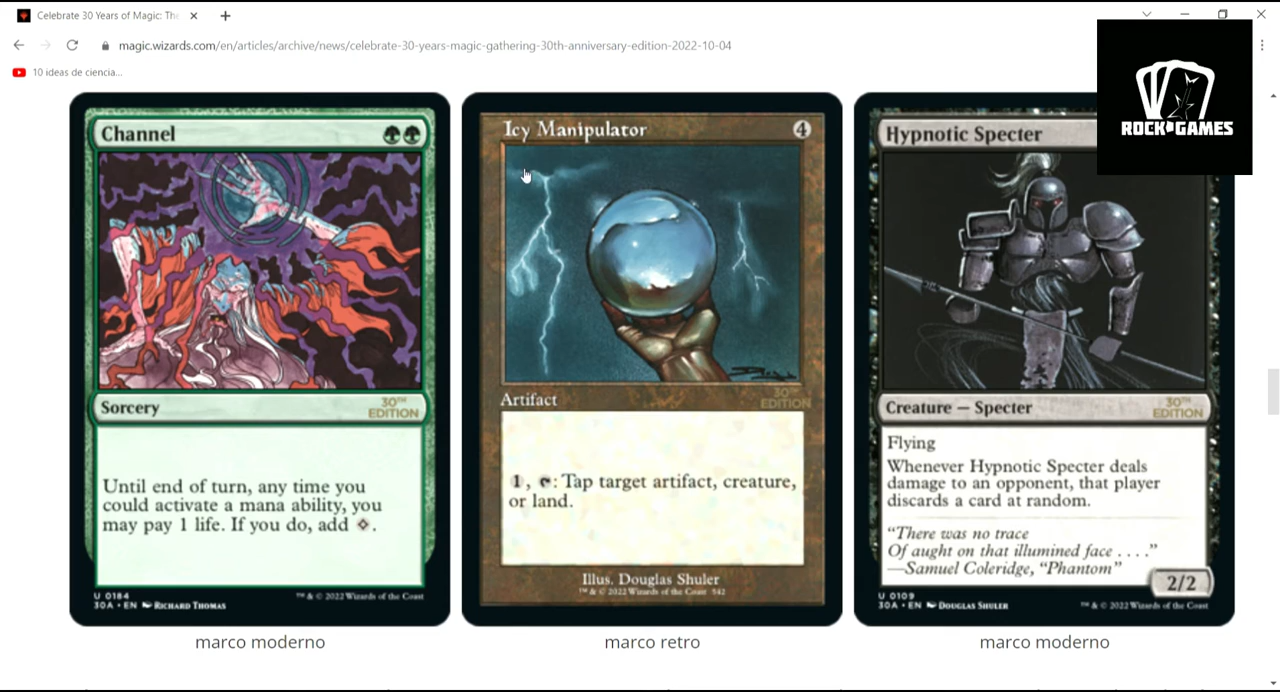 Celebrate 30 Years of Magic: The
magic.wizards.com/en/articles/archive/news/celebrate-30-years-magic-gathering-30th-anniversary-edition-2022-10-04
10 ideas de ciencia...
ROCK GAMES
Channel
Sorcery
30TH
EDITION
Until end of turn, any time you
could activate a mana ability, you
may pay 1 life. If you do, add
U 0184
30A • EN RICHARD THOMAS
™ & © 2022 Wizards of the Coast
marco moderno
Icy Manipulator
4
Artifact
30TH
EDITION
1, : Tap target artifact, creature,
or land.
Illus. Douglas Shuler
™ & © 2022 Wizards of the Coast 542
marco retro
Hypnotic Specter
Creature — Specter
30TH
EDITION
Flying
Whenever Hypnotic Specter deals
damage to an opponent, that player
discards a card at random.
“There was no trace
Of aught on that illumined face . . . .”
—Samuel Coleridge, “Phantom”
2/2
U 0109
30A • EN DOUGLAS SHULER
™ & © 2022 Wizards of the Coast
marco moderno